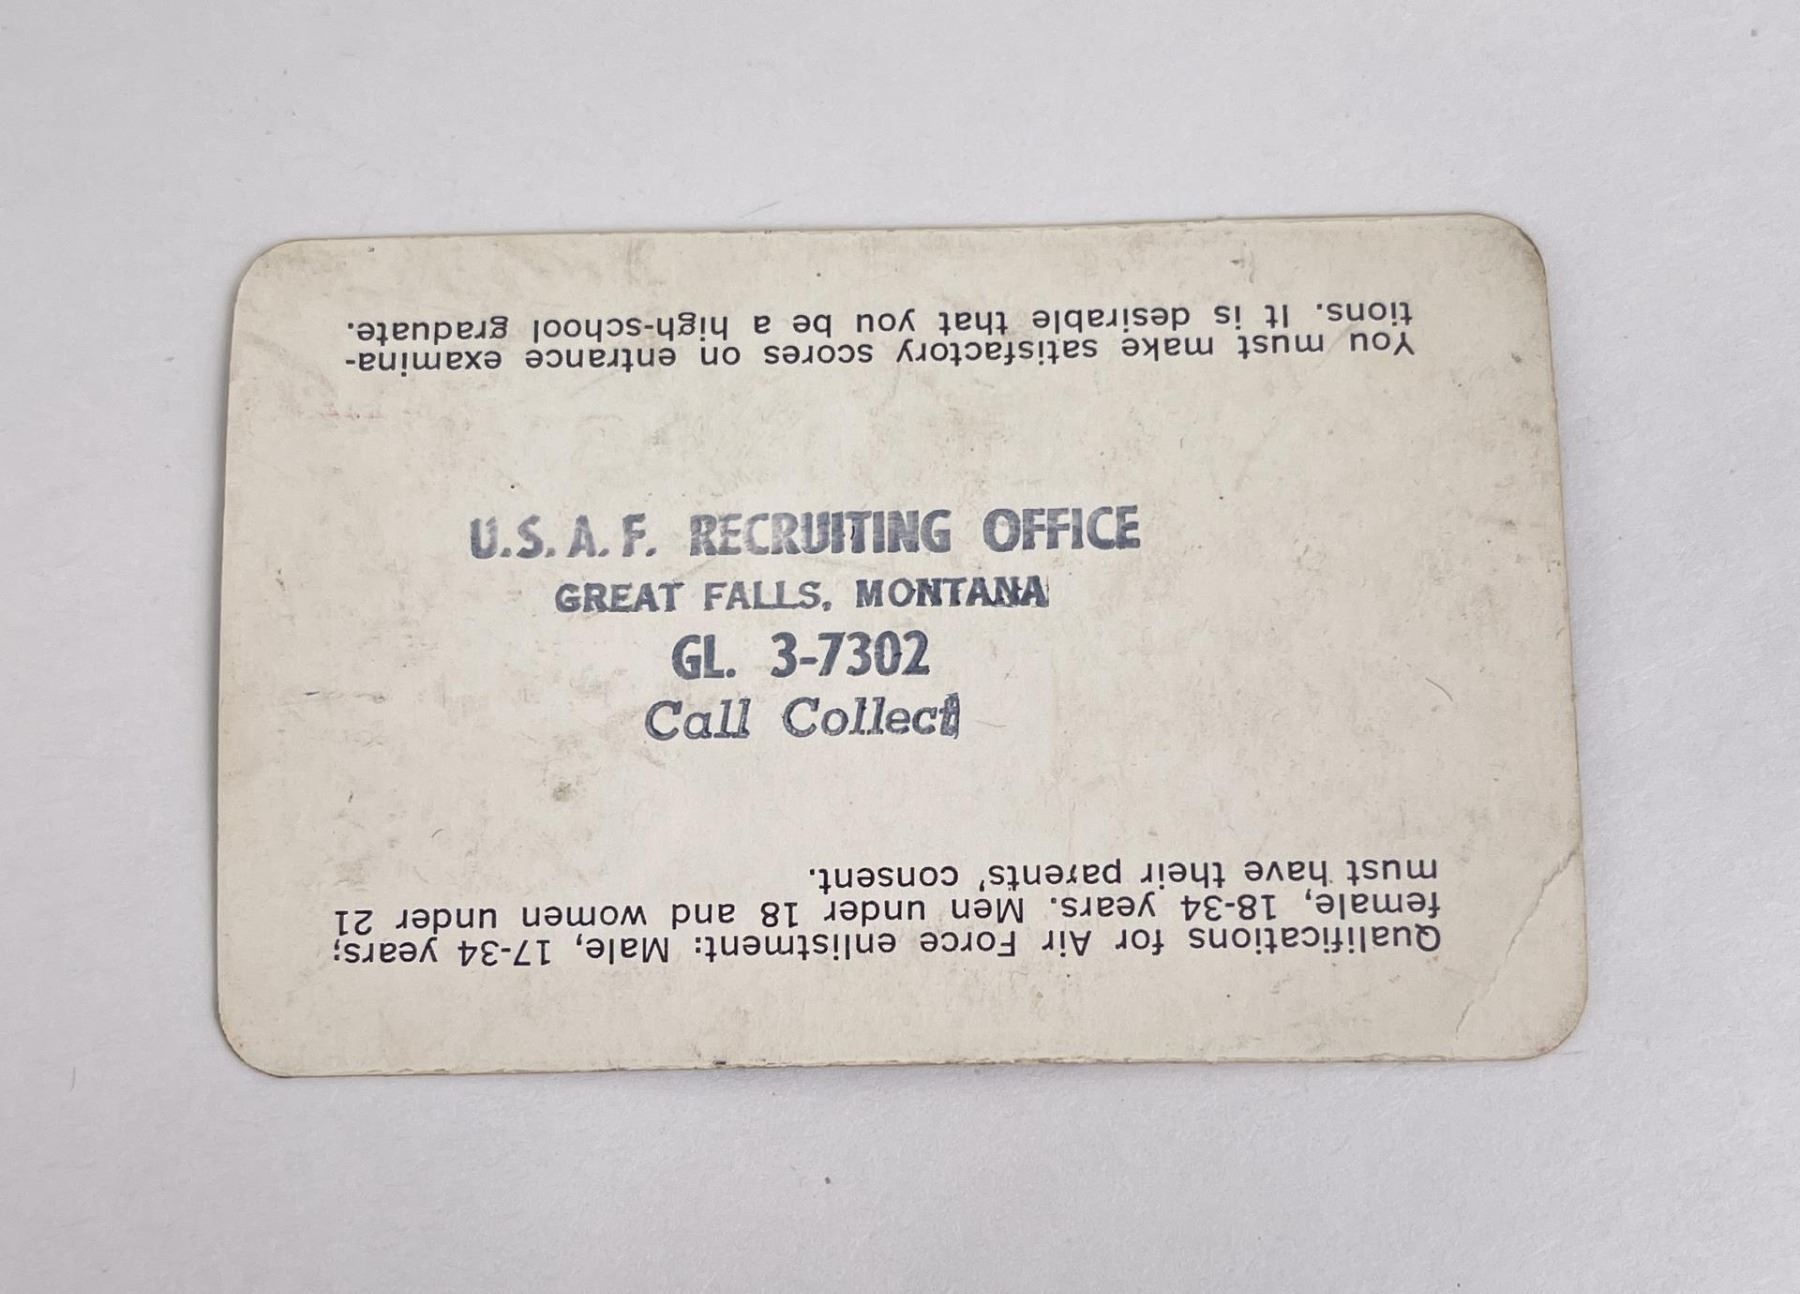 U.S.A.F. RECRUITING OFFICE
GREAT FALLS, MONTANA
GL. 3-7302
Call Collect
Qualifications for Air Force enlistment: Male, 17-34 years;
female, 18-34 years. Men under 18 and women under 21
must have their parents' consent.
You must make satisfactory scores on entrance examina-
tions. It is desirable that you be a high-school graduate.